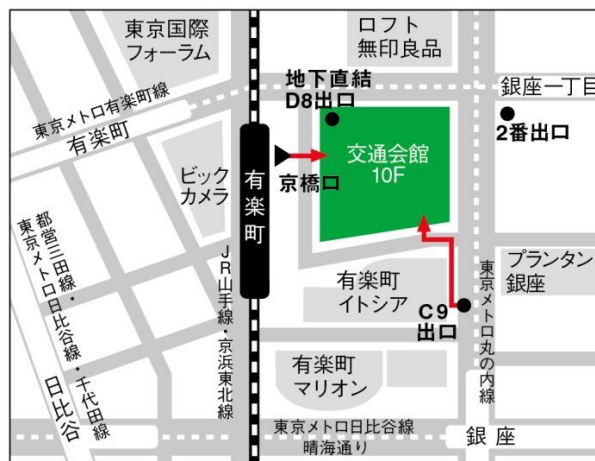 東京国際
フォーラム
ロフト
無印良品
地下直結
D8出口
銀座一丁目
2番出口
東京メトロ有楽町線
有楽町
ビック
カメラ
有楽町
京橋口
交通会館
10F
都営三田線・
東京メトロ日比谷線・千代田線
日比谷
JR山手線・京浜東北線
有楽町
イトシア
C9
出口
東京メトロ丸の内線
プランタン
銀座
有楽町
マリオン
東京メトロ日比谷線
晴海通り
銀座